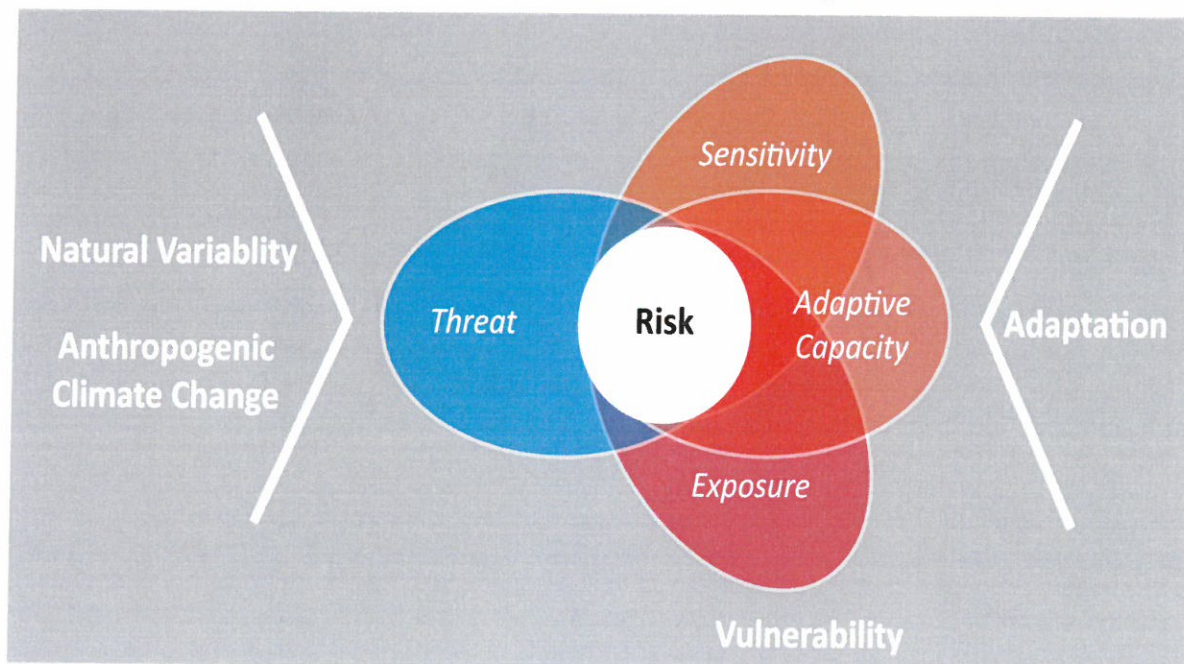 Sensitivity
Natural Variablity
Anthropogenic
Climate Change
Threat
Risk
Adaptive
Capacity
Adaptation
Exposure
Vulnerability